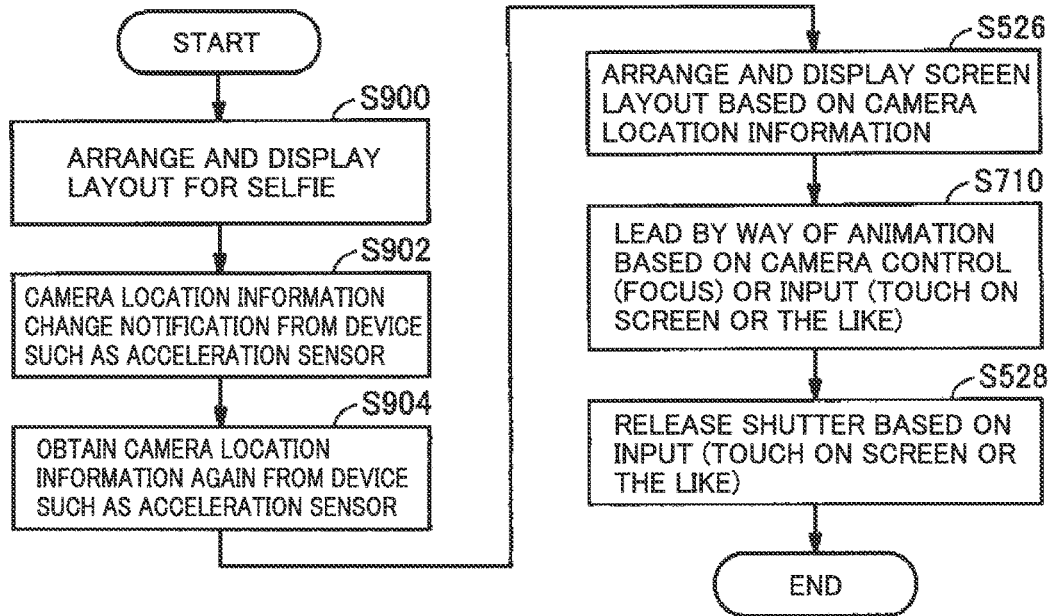 START
S900
ARRANGE AND DISPLAY
LAYOUT FOR SELFIE
S902
CAMERA LOCATION INFORMATION
CHANGE NOTIFICATION FROM DEVICE
SUCH AS ACCELERATION SENSOR
S904
OBTAIN CAMERA LOCATION
INFORMATION AGAIN FROM DEVICE
SUCH AS ACCELERATION SENSOR
S526
ARRANGE AND DISPLAY SCREEN
LAYOUT BASED ON CAMERA
LOCATION INFORMATION
S710
LEAD BY WAY OF ANIMATION
BASED ON CAMERA CONTROL
(FOCUS) OR INPUT (TOUCH ON
SCREEN OR THE LIKE)
S528
RELEASE SHUTTER BASED ON
INPUT (TOUCH ON SCREEN OR
THE LIKE)
END